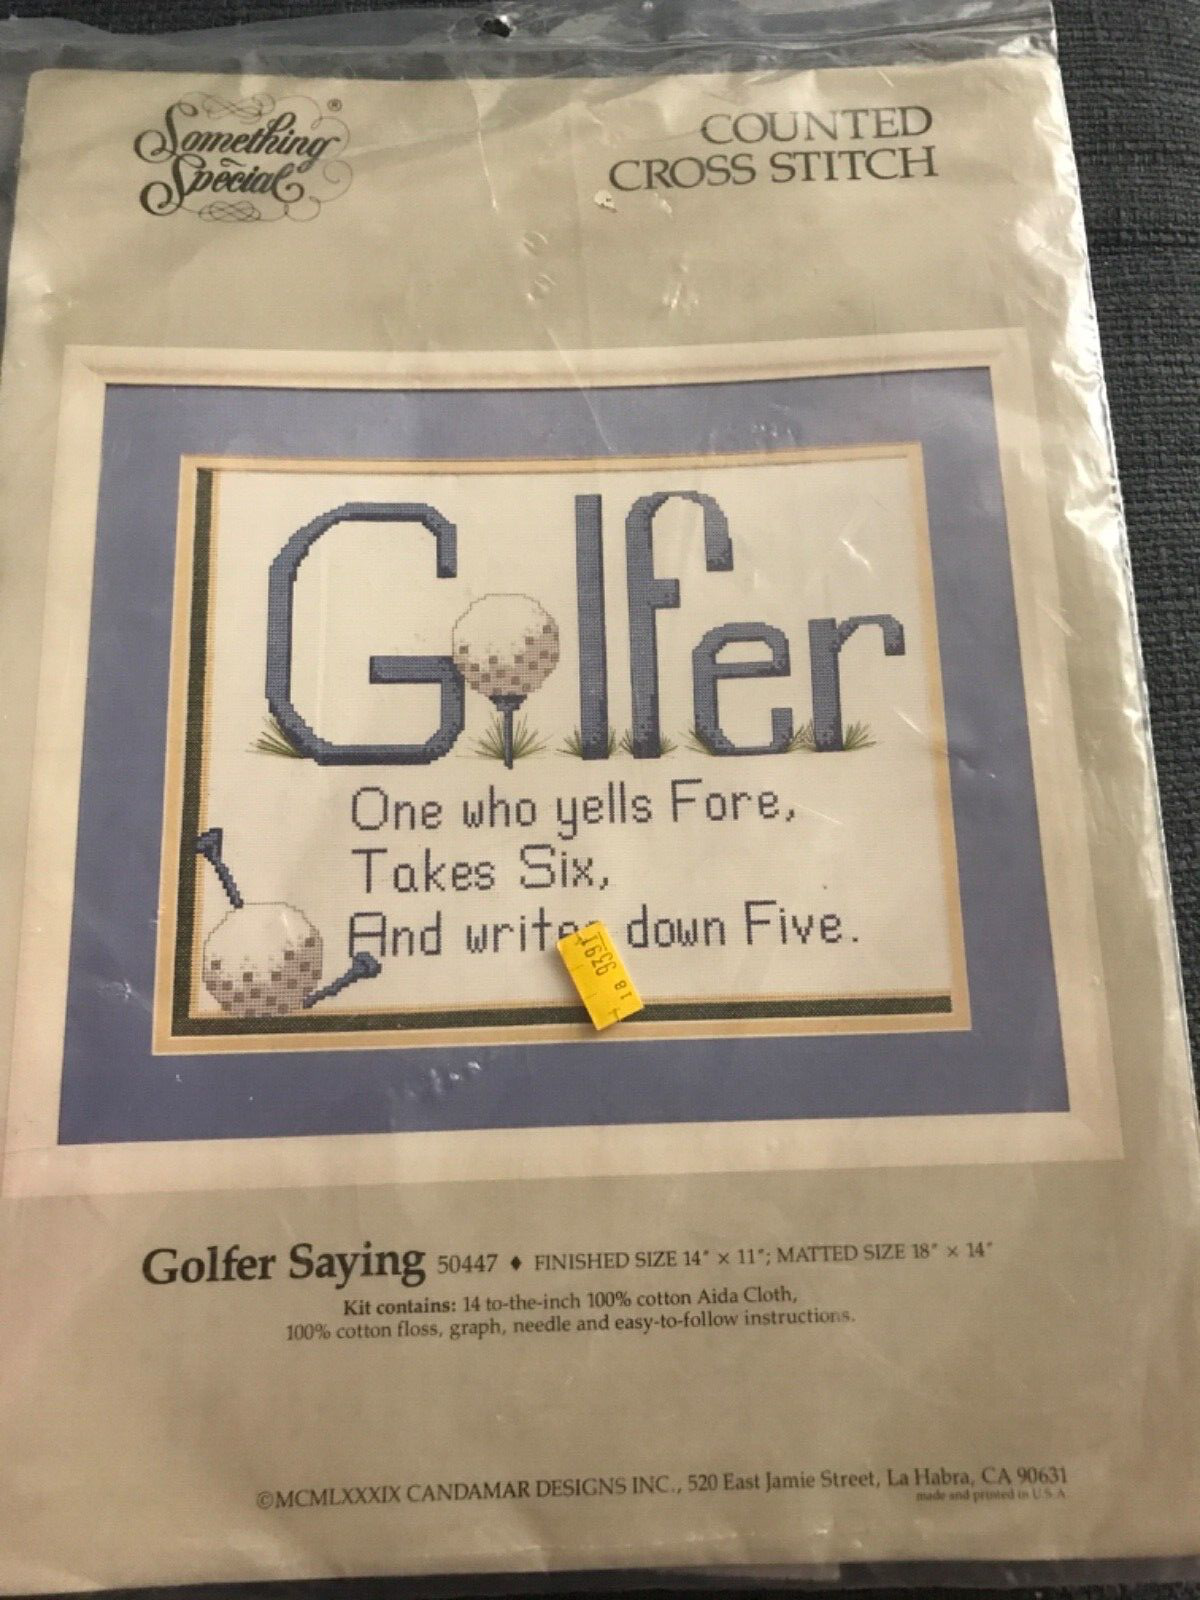 Something
Special ®
COUNTED
CROSS STITCH
Golfer
One who yells Fore,
Takes Six,
And writes down Five.
18 9391
Golfer Saying 50447 ♦ FINISHED SIZE 14" × 11"; MATTED SIZE 18" × 14"
Kit contains: 14 to-the-inch 100% cotton Aida Cloth,
100% cotton floss, graph, needle and easy-to-follow instructions.
©MCMLXXXIX CANDAMAR DESIGNS INC., 520 East Jamie Street, La Habra, CA 90631
made and printed in U.S.A.